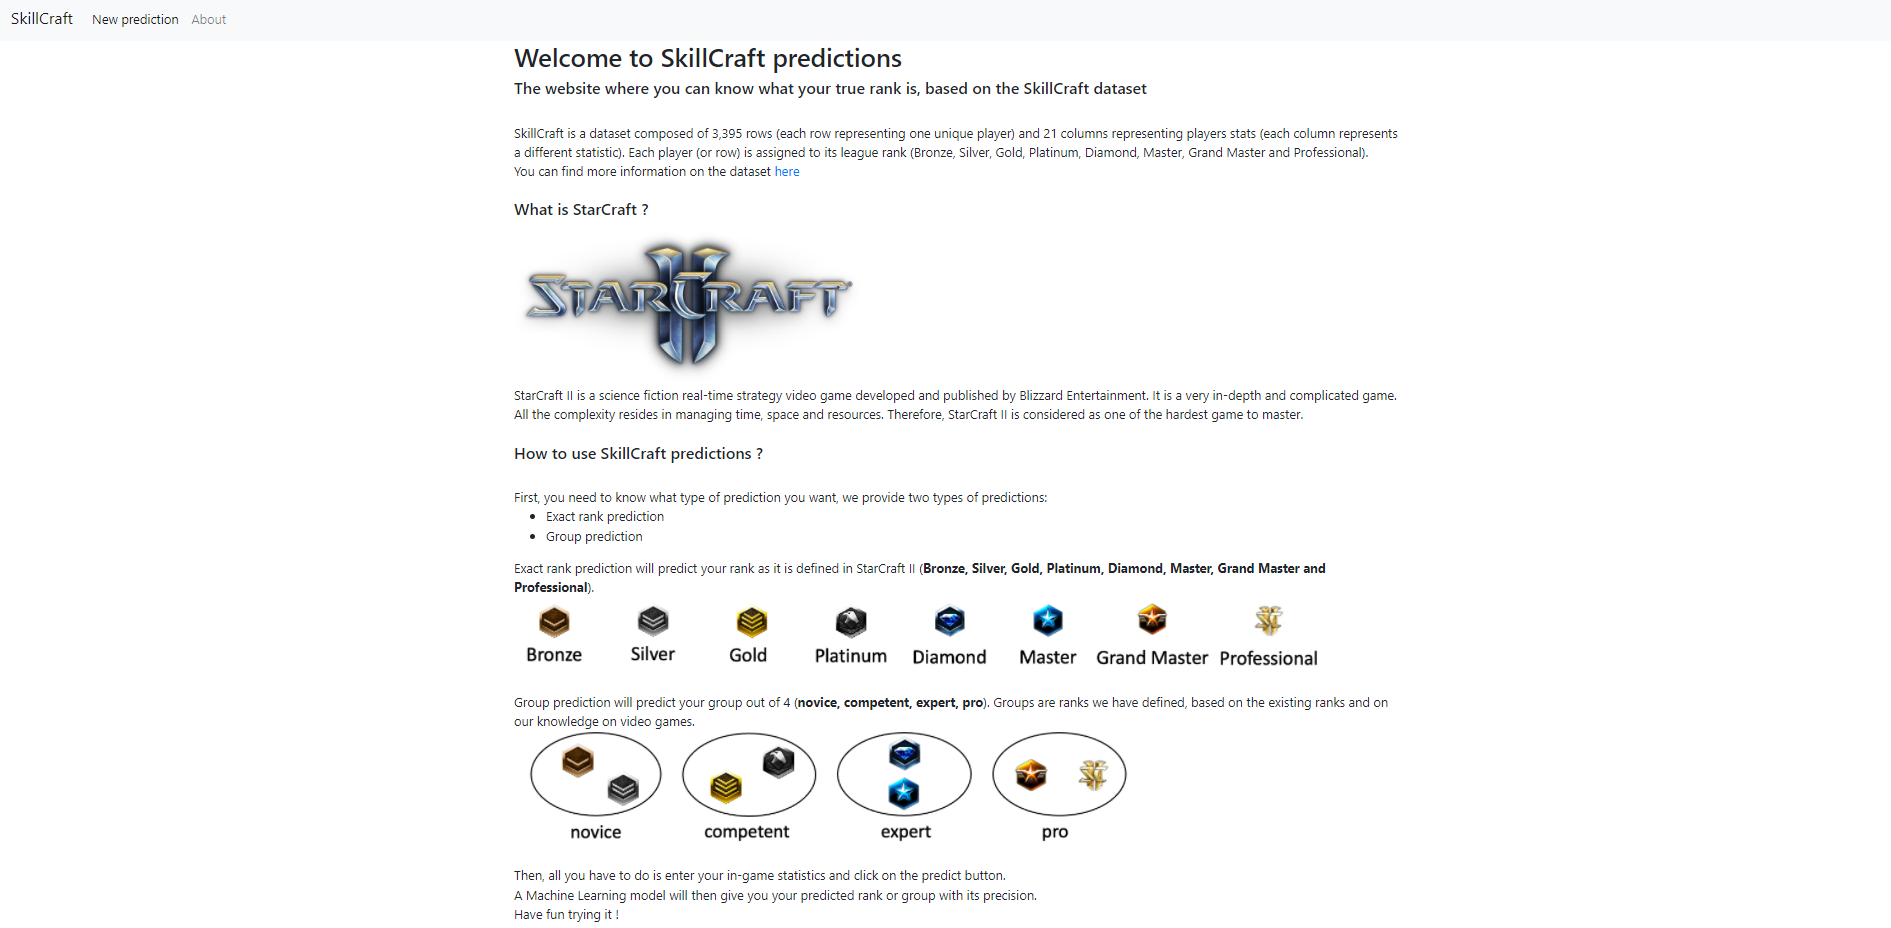 SkillCraft New prediction About
Welcome to SkillCraft predictions
The website where you can know what your true rank is, based on the SkillCraft dataset
SkillCraft is a dataset composed of 3,395 rows (each row representing one unique player) and 21 columns representing players stats (each column represents
a different statistic). Each player (or row) is assigned to its league rank (Bronze, Silver, Gold, Platinum, Diamond, Master, Grand Master and Professional).
You can find more information on the dataset here
What is StarCraft ?
STARCRAFT II
StarCraft II is a science fiction real-time strategy video game developed and published by Blizzard Entertainment. It is a very in-depth and complicated game.
All the complexity resides in managing time, space and resources. Therefore, StarCraft II is considered as one of the hardest game to master.
How to use SkillCraft predictions ?
First, you need to know what type of prediction you want, we provide two types of predictions:
• Exact rank prediction
• Group prediction
Exact rank prediction will predict your rank as it is defined in StarCraft II (Bronze, Silver, Gold, Platinum, Diamond, Master, Grand Master and
Professional).
Bronze Silver Gold Platinum Diamond Master Grand Master Professional
Group prediction will predict your group out of 4 (novice, competent, expert, pro). Groups are ranks we have defined, based on the existing ranks and on
our knowledge on video games.
novice competent expert pro
Then, all you have to do is enter your in-game statistics and click on the predict button.
A Machine Learning model will then give you your predicted rank or group with its precision.
Have fun trying it !